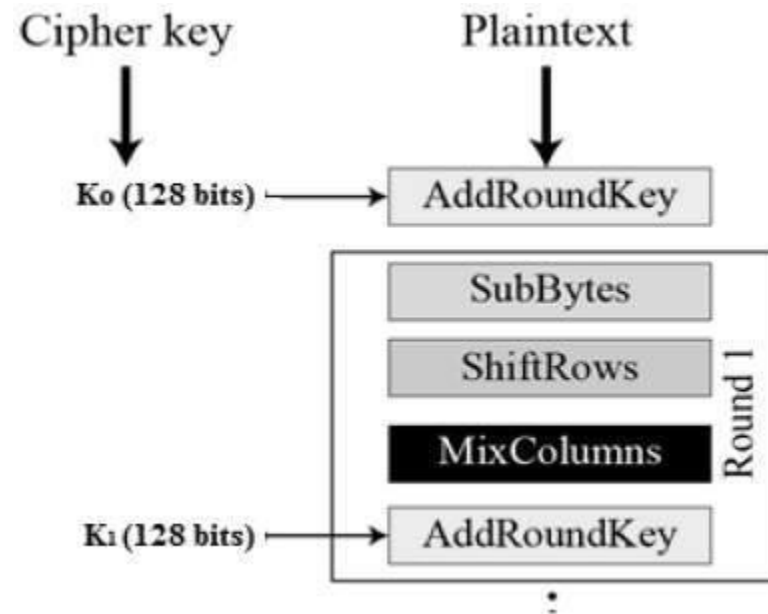 Cipher key
Plaintext
K0 (128 bits)
AddRoundKey
SubBytes
ShiftRows
MixColumns
Round 1
K1 (128 bits)
AddRoundKey